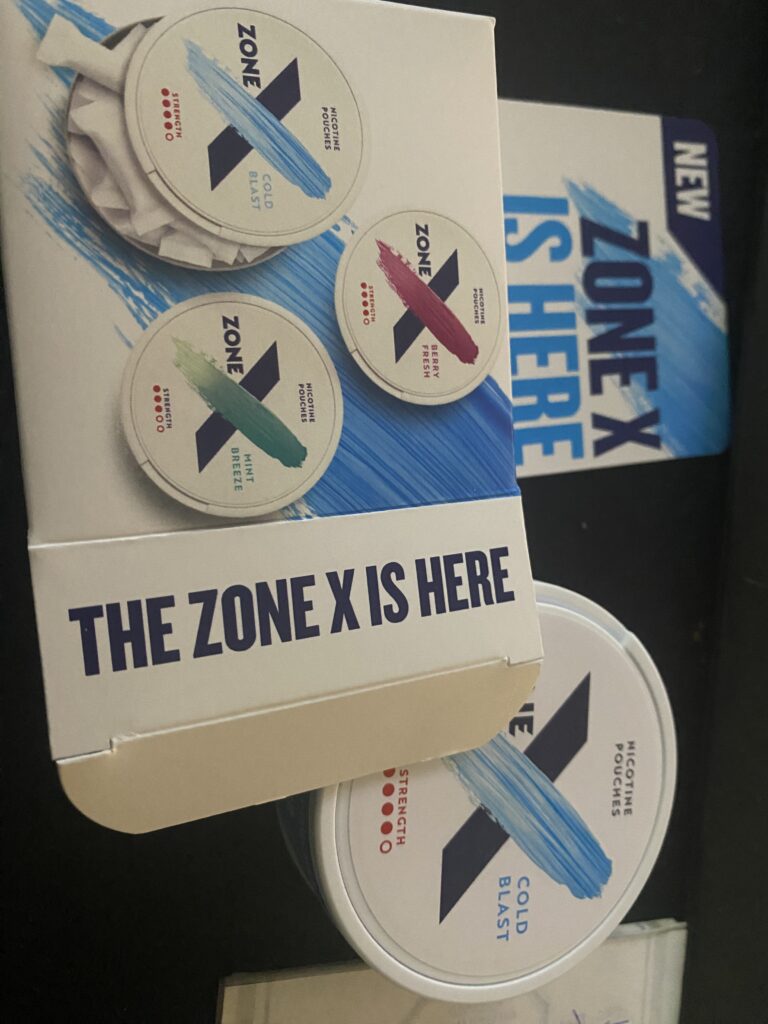 NEW
ZONE X
IS HERE
ZONE
X
NICOTINE
POUCHES
STRENGTH
COLD
BLAST
ZONE
X
NICOTINE
POUCHES
STRENGTH
BERRY
FRESH
ZONE
X
NICOTINE
POUCHES
STRENGTH
MINT
BREEZE
THE ZONE X IS HERE
NE
X
NICOTINE
POUCHES
STRENGTH
COLD
BLAST